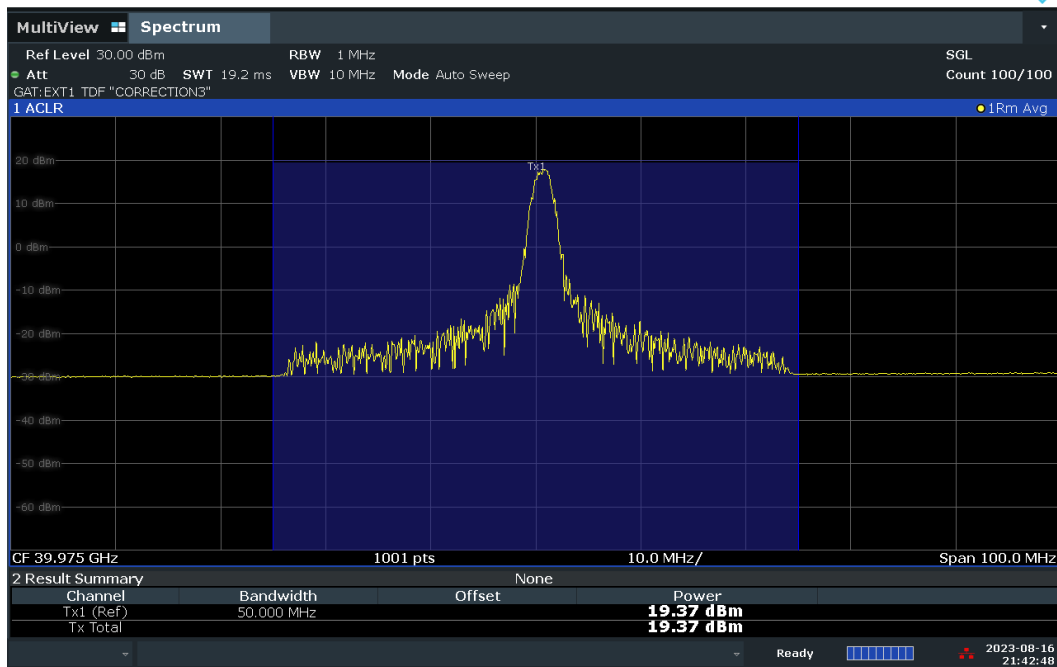 MultiView Spectrum
Ref Level 30.00 dBm RBW 1 MHz SGL
Att 30 dB SWT 19.2 ms VBW 10 MHz Mode Auto Sweep Count 100/100
GAT:EXT1 TDF "CORRECTION3"
1 ACLR 1Rm Avg
Tx1
20 dBm
10 dBm
0 dBm
-10 dBm
-20 dBm
-30 dBm
-40 dBm
-50 dBm
-60 dBm
CF 39.975 GHz 1001 pts 10.0 MHz/ Span 100.0 MHz
2 Result Summary None
Channel Bandwidth Offset Power
Tx1 (Ref) 50.000 MHz 19.37 dBm
Tx Total 19.37 dBm
Ready 2023-08-16
21:42:48